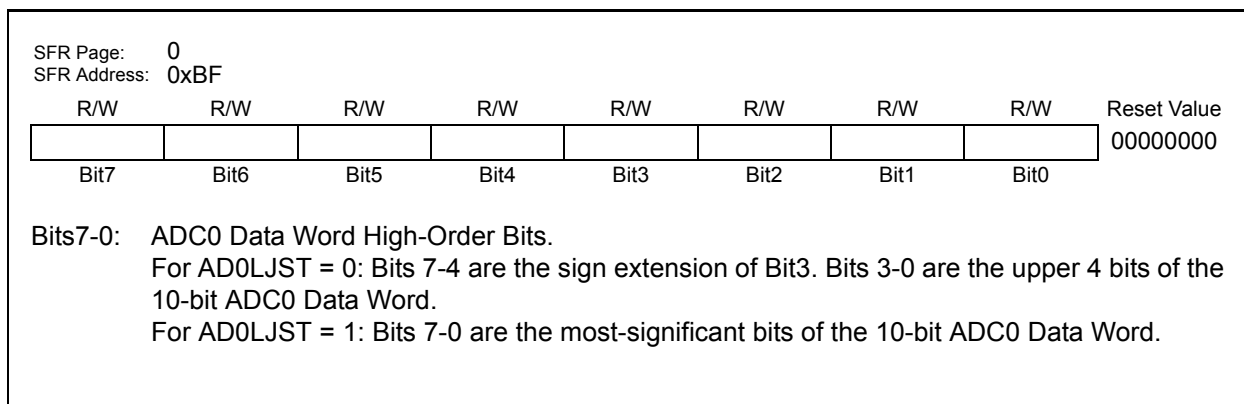 SFR Page: 0
SFR Address: 0xBF
R/W R/W R/W R/W R/W R/W R/W R/W Reset Value
00000000
Bit7 Bit6 Bit5 Bit4 Bit3 Bit2 Bit1 Bit0
Bits7-0: ADC0 Data Word High-Order Bits.
For AD0LJST = 0: Bits 7-4 are the sign extension of Bit3. Bits 3-0 are the upper 4 bits of the
10-bit ADC0 Data Word.
For AD0LJST = 1: Bits 7-0 are the most-significant bits of the 10-bit ADC0 Data Word.